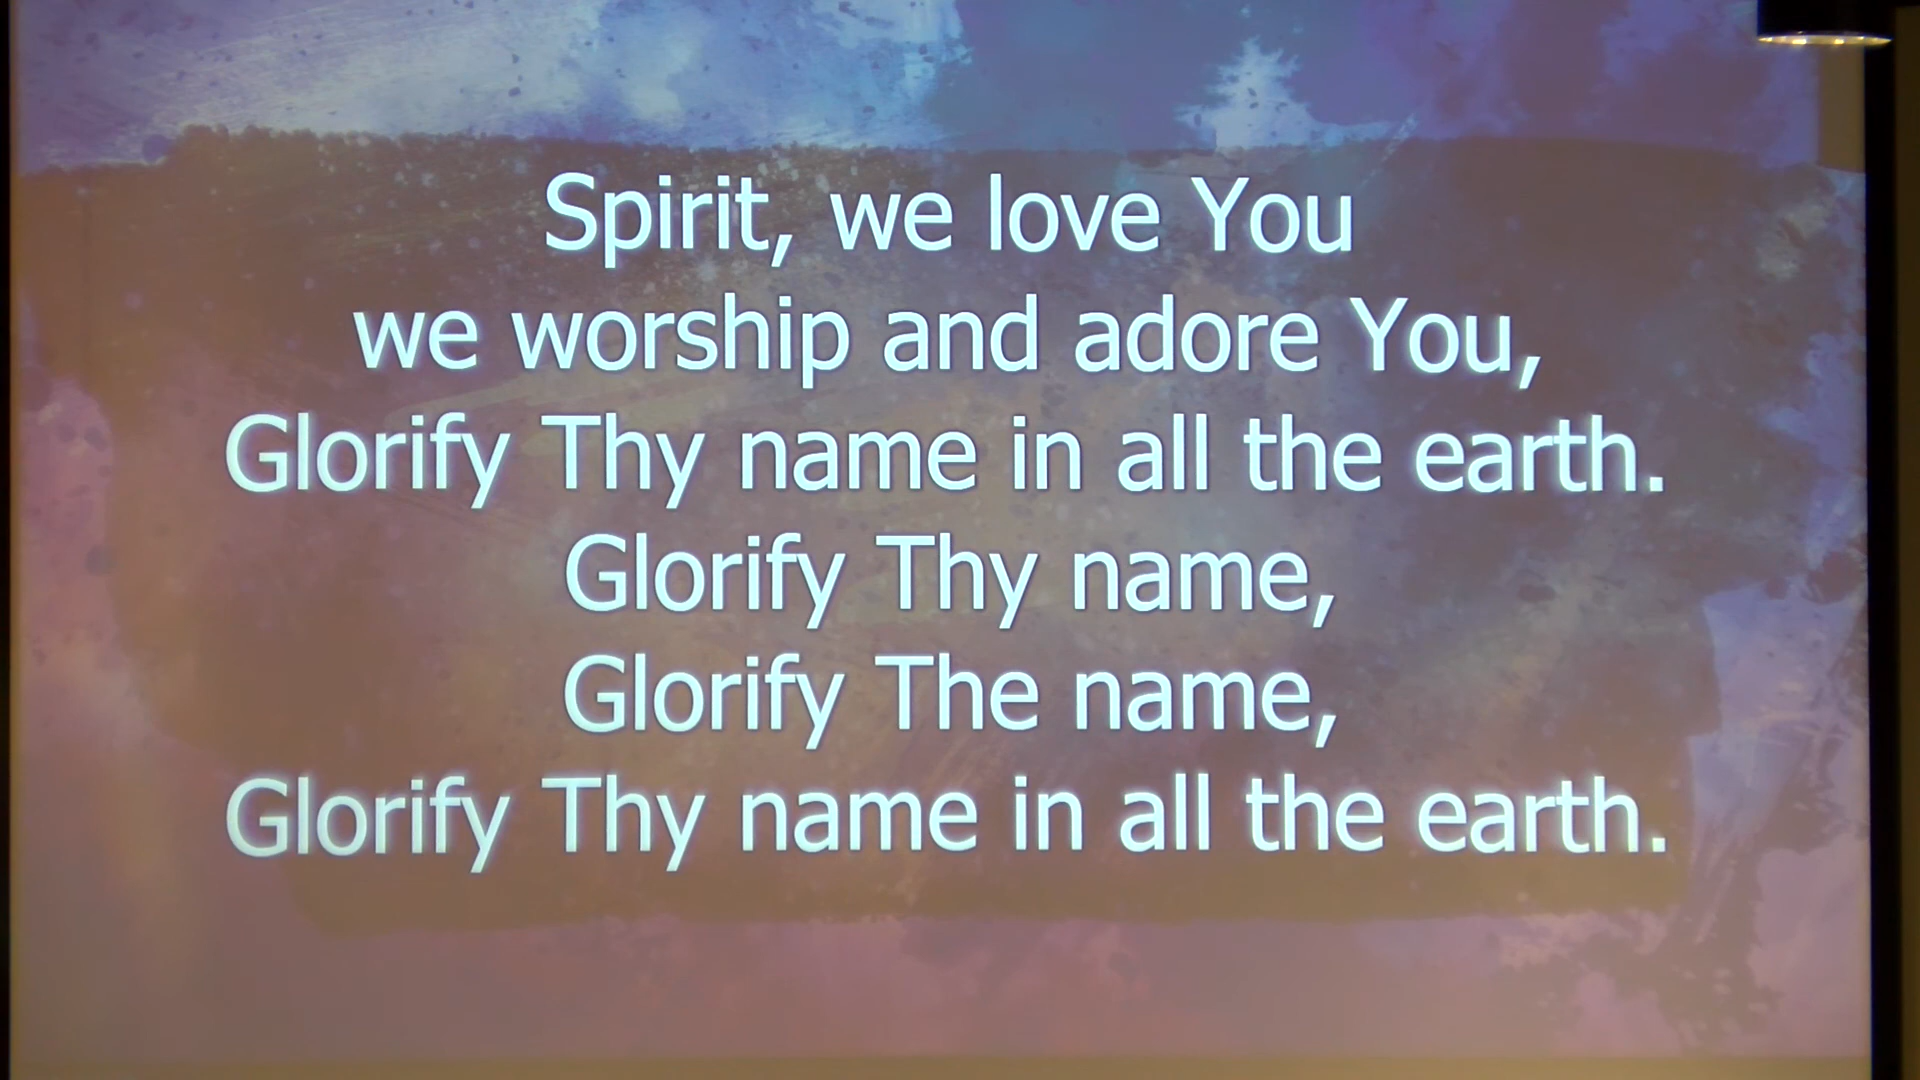 Spirit, we love You
we worship and adore You,
Glorify Thy name in all the earth.
Glorify Thy name,
Glorify The name,
Glorify Thy name in all the earth.